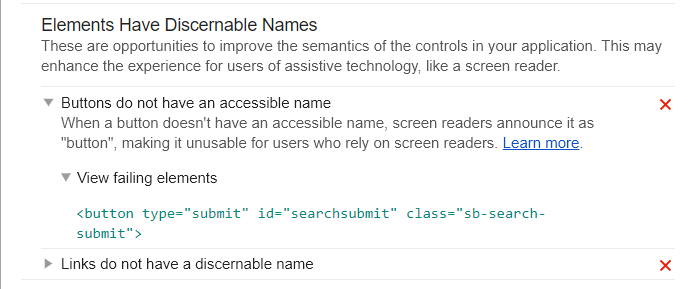 Elements Have Discernable Names
These are opportunities to improve the semantics of the controls in your application. This may
enhance the experience for users of assistive technology, like a screen reader.
Buttons do not have an accessible name
When a button doesn't have an accessible name, screen readers announce it as
"button", making it unusable for users who rely on screen readers. Learn more.
View failing elements
<button type="submit" id="searchsubmit" class="sb-search-
submit">
Links do not have a discernable name